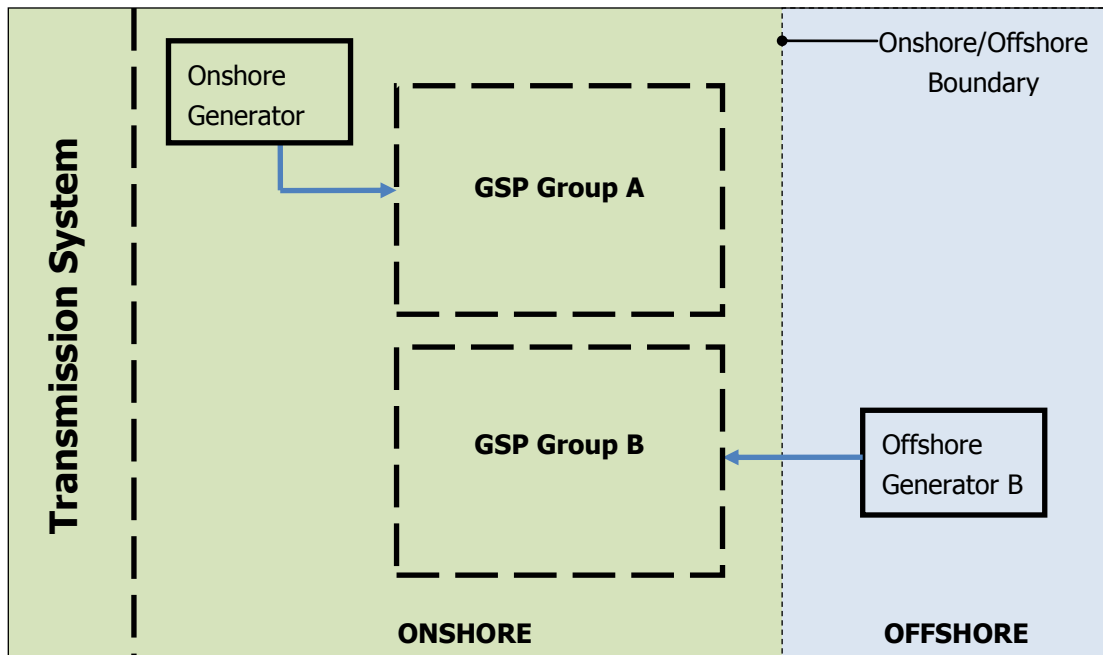 Transmission System
Onshore
Generator
GSP Group A
GSP Group B
Onshore/Offshore
Boundary
Offshore
Generator B
ONSHORE
OFFSHORE